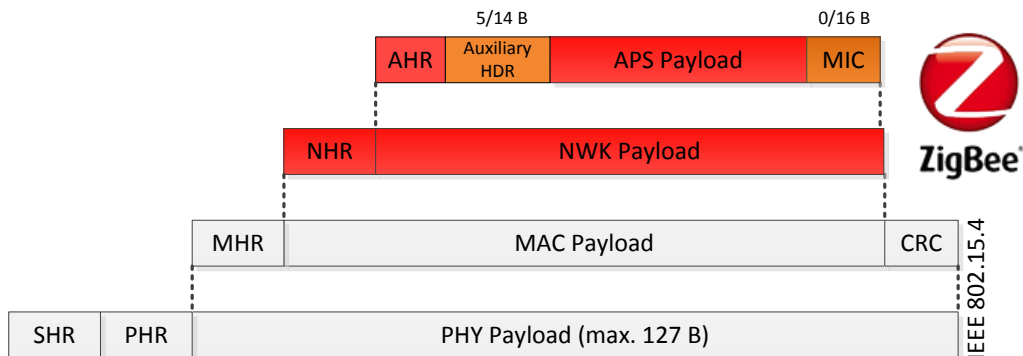 5/14 B
0/16 B
AHR
Auxiliary
HDR
APS Payload
MIC
NHR
NWK Payload
ZigBee
MHR
MAC Payload
CRC
SHR
PHR
PHY Payload (max. 127 B)
IEEE 802.15.4